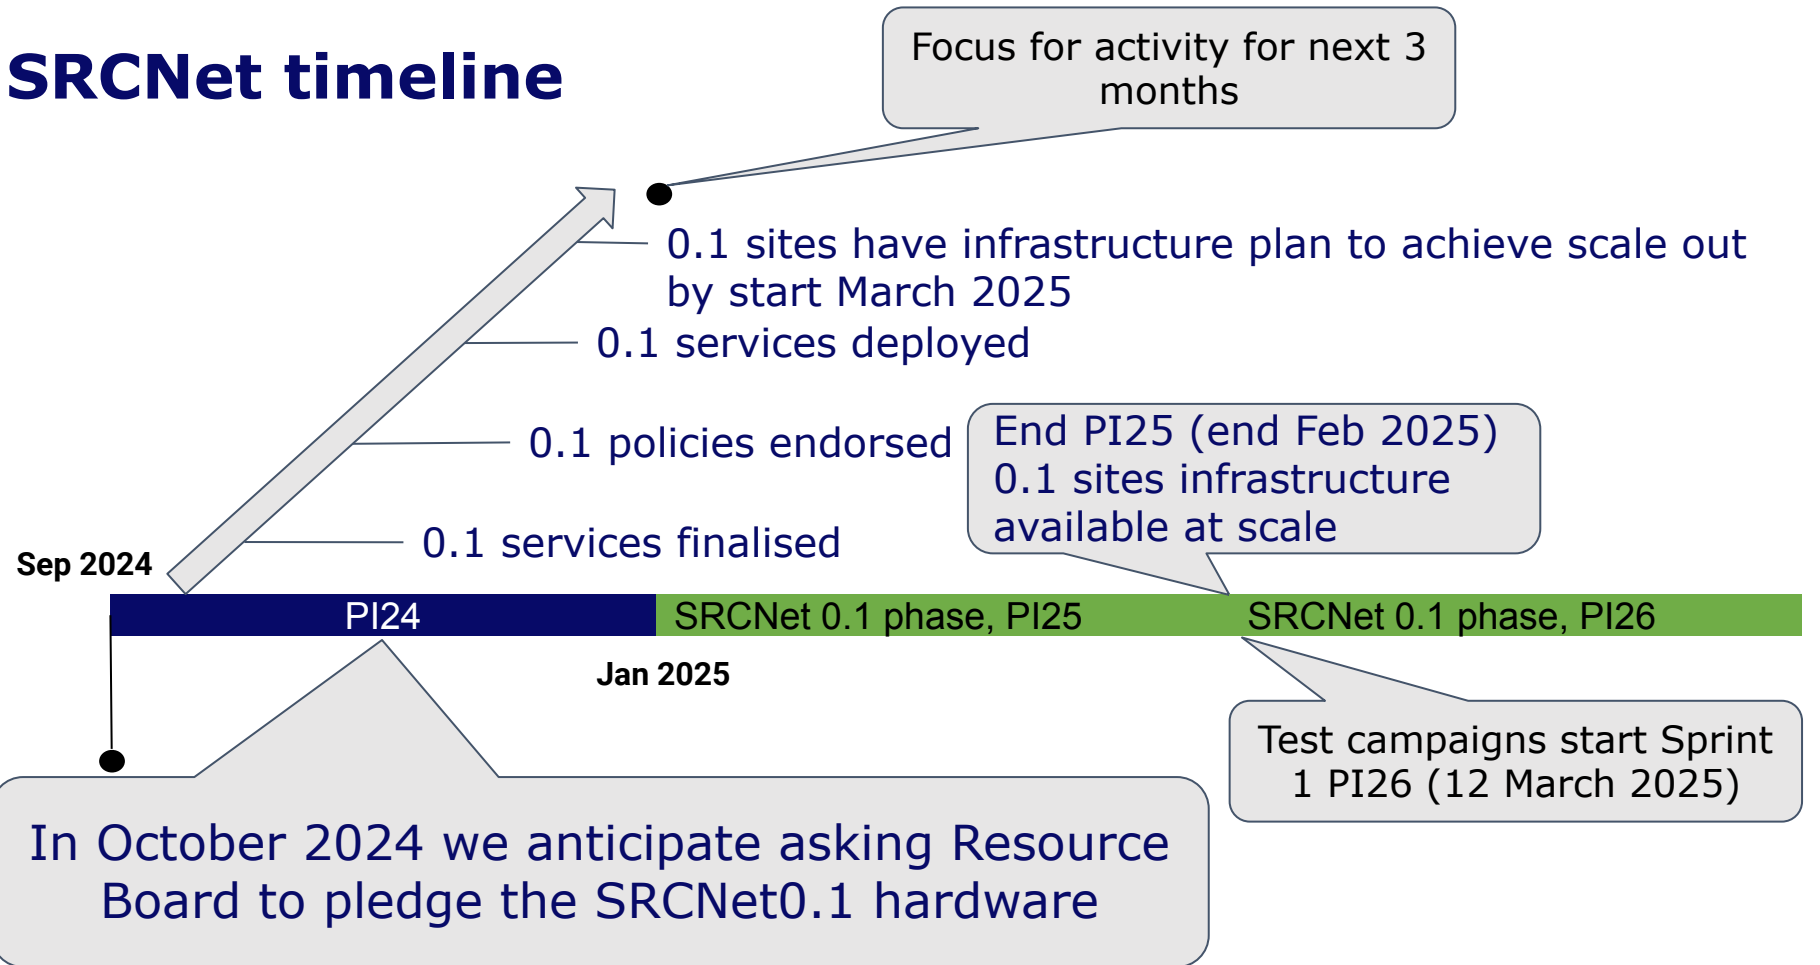 SRCNet timeline
Focus for activity for next 3
months
0.1 sites have infrastructure plan to achieve scale out
by start March 2025
0.1 services deployed
0.1 policies endorsed
0.1 services finalised
End PI25 (end Feb 2025)
0.1 sites infrastructure
available at scale
Sep 2024
PI24
SRCNet 0.1 phase, PI25
SRCNet 0.1 phase, PI26
Jan 2025
Test campaigns start Sprint
1 PI26 (12 March 2025)
In October 2024 we anticipate asking Resource
Board to pledge the SRCNet0.1 hardware